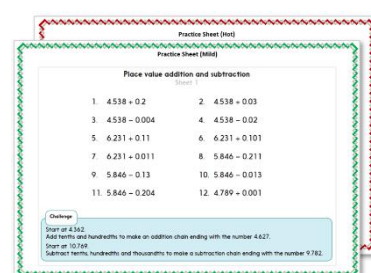 Practice Sheet (Hot)
Practice Sheet (Mild)
Place value addition and subtraction
Sheet 1
1. 4.538 + 0.2 2. 4.538 + 0.03
3. 4.538 − 0.004 4. 4.538 − 0.02
5. 6.231 + 0.11 6. 6.231 + 0.101
7. 6.231 + 0.011 8. 5.846 − 0.211
9. 5.846 − 0.13 10. 5.846 − 0.013
11. 5.846 − 0.204 12. 4.789 + 0.001
Challenge
Start at 4.362.
Add tenths and hundredths to make an addition chain ending with the number 4.627.
Start at 10.769.
Subtract tenths, hundredths and thousandths to make a subtraction chain ending with the number 9.782.